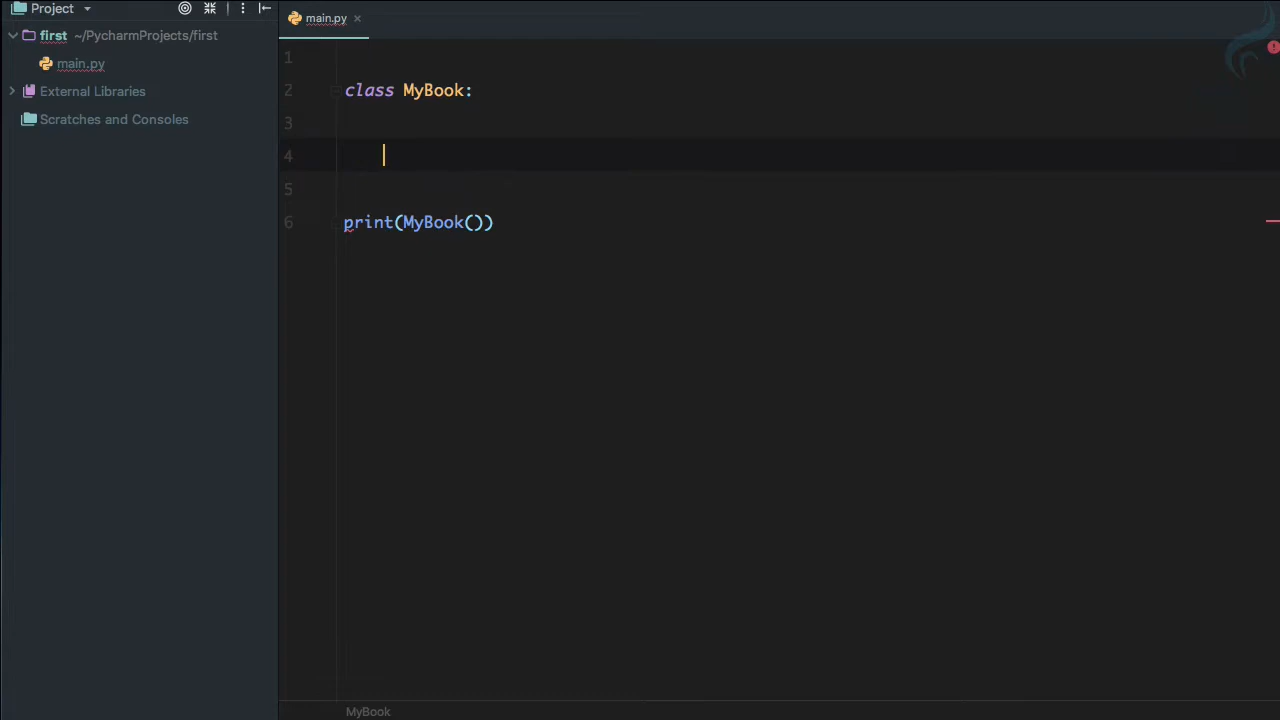 Project
first ~/PycharmProjects/first
main.py
External Libraries
Scratches and Consoles
main.py
1
2 class MyBook:
3
4
5
6 print(MyBook())
MyBook